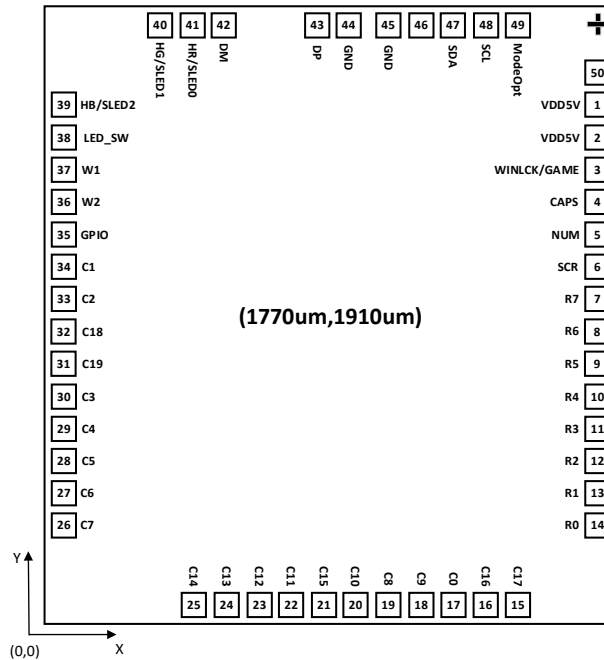 40 41 42 43 44 45 46 47 48 49
HG/SLED1 HR/SLED0 DM DP GND GND SDA SCL ModeOpt
50
39 HB/SLED2 VDD5V 1
38 LED_SW VDD5V 2
37 W1 WINLCK/GAME 3
36 W2 CAPS 4
35 GPIO NUM 5
34 C1 SCR 6
33 C2 R7 7
32 C18 R6 8
(1770um,1910um)
31 C19 R5 9
30 C3 R4 10
29 C4 R3 11
28 C5 R2 12
27 C6 R1 13
26 C7 R0 14
Y
C14 C13 C12 C11 C15 C10 C8 C9 C0 C16 C17
25 24 23 22 21 20 19 18 17 16 15
(0,0) X